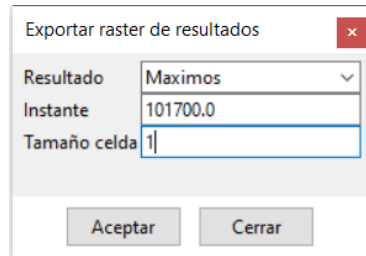 Exportar raster de resultados
Resultado Maximos
Instante 101700.0
Tamaño celda 1
Aceptar Cerrar